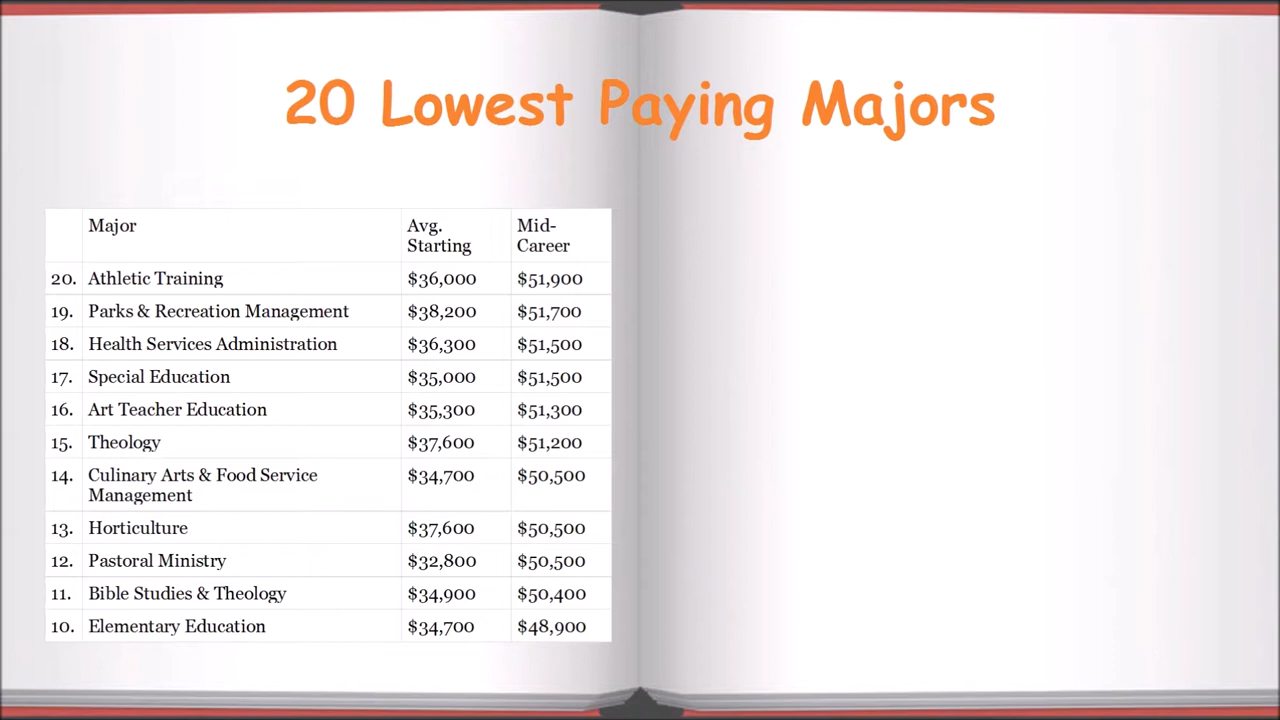 20 Lowest Paying Majors
Major Avg. Starting Mid-Career
20. Athletic Training $36,000 $51,900
19. Parks & Recreation Management $38,200 $51,700
18. Health Services Administration $36,300 $51,500
17. Special Education $35,000 $51,500
16. Art Teacher Education $35,300 $51,300
15. Theology $37,600 $51,200
14. Culinary Arts & Food Service Management $34,700 $50,500
13. Horticulture $37,600 $50,500
12. Pastoral Ministry $32,800 $50,500
11. Bible Studies & Theology $34,900 $50,400
10. Elementary Education $34,700 $48,900